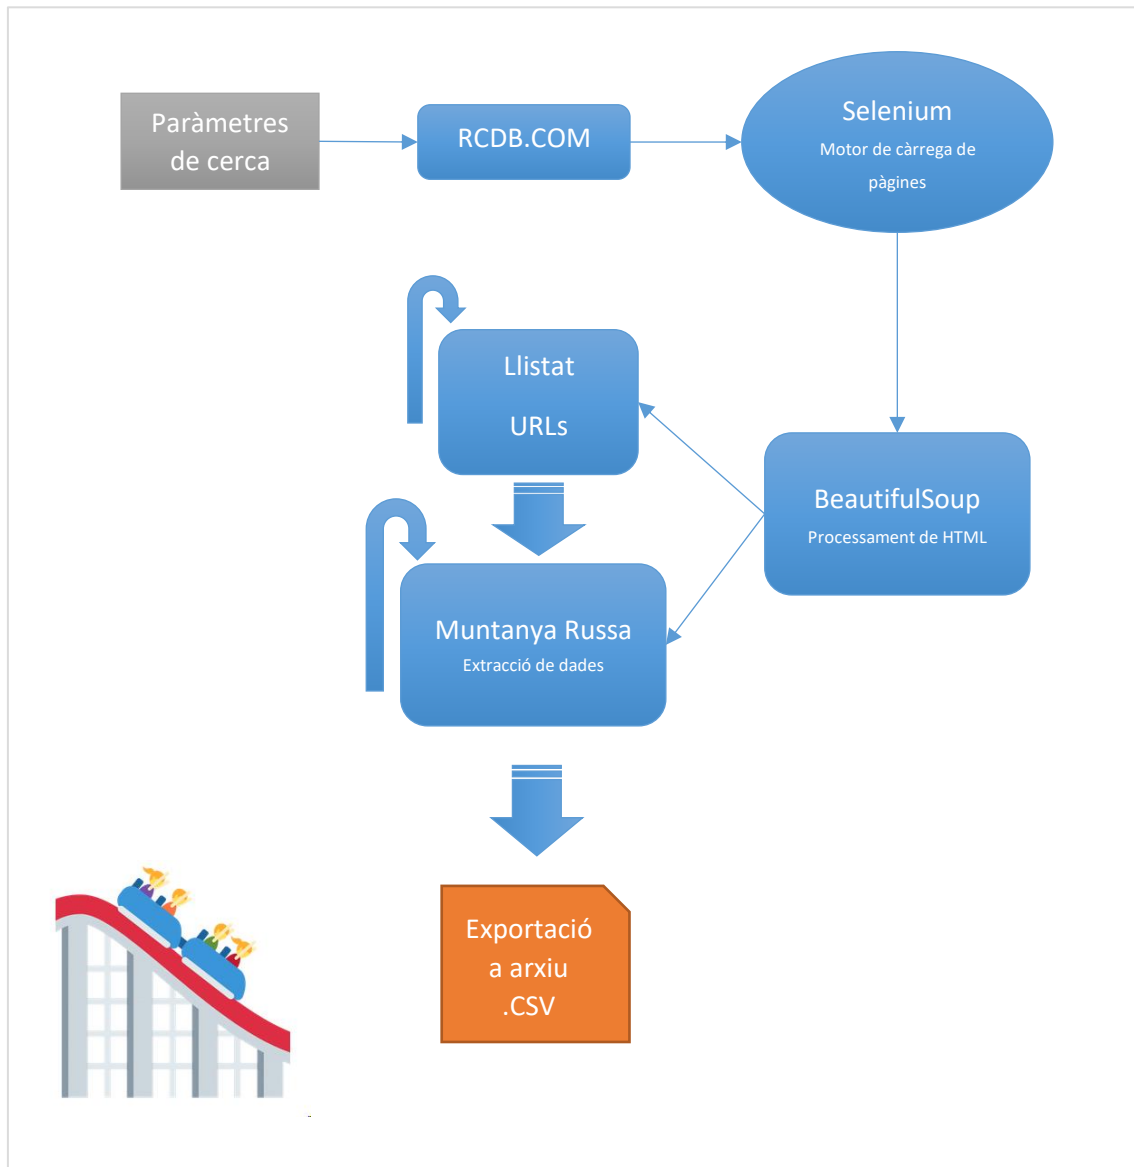 Paràmetres
de cerca
RCDB.COM
Selenium
Motor de càrrega de
pàgines
Llistat
URLs
BeautifulSoup
Processament de HTML
Muntanya Russa
Extracció de dades
Exportació
a arxiu
.CSV